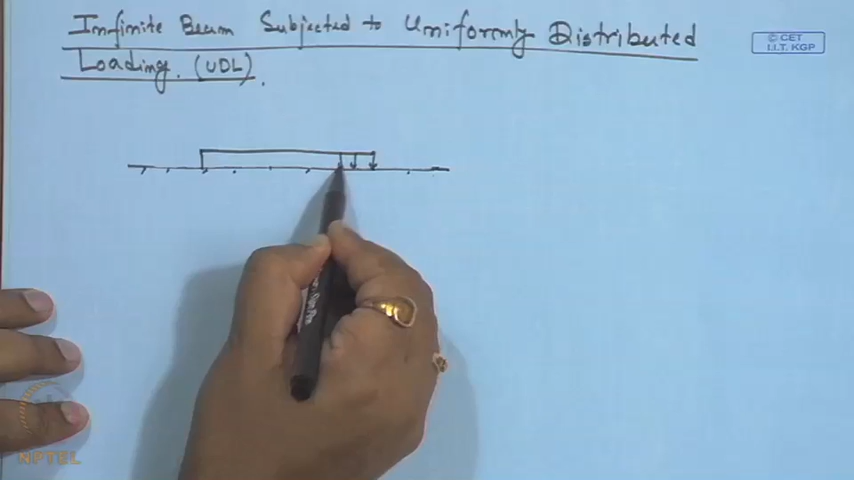 Infinite Beam Subjected to Uniformly Distributed
Loading. (UDL).
© CET
I.I.T. KGP
NPTEL